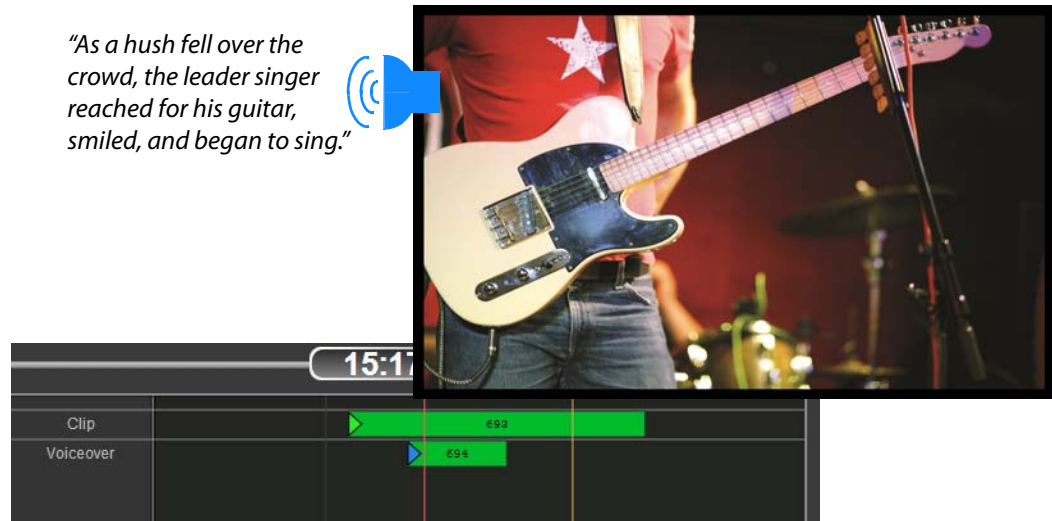 “As a hush fell over the
crowd, the leader singer
reached for his guitar,
smiled, and began to sing.”
15:17
Clip
693
Voiceover
694